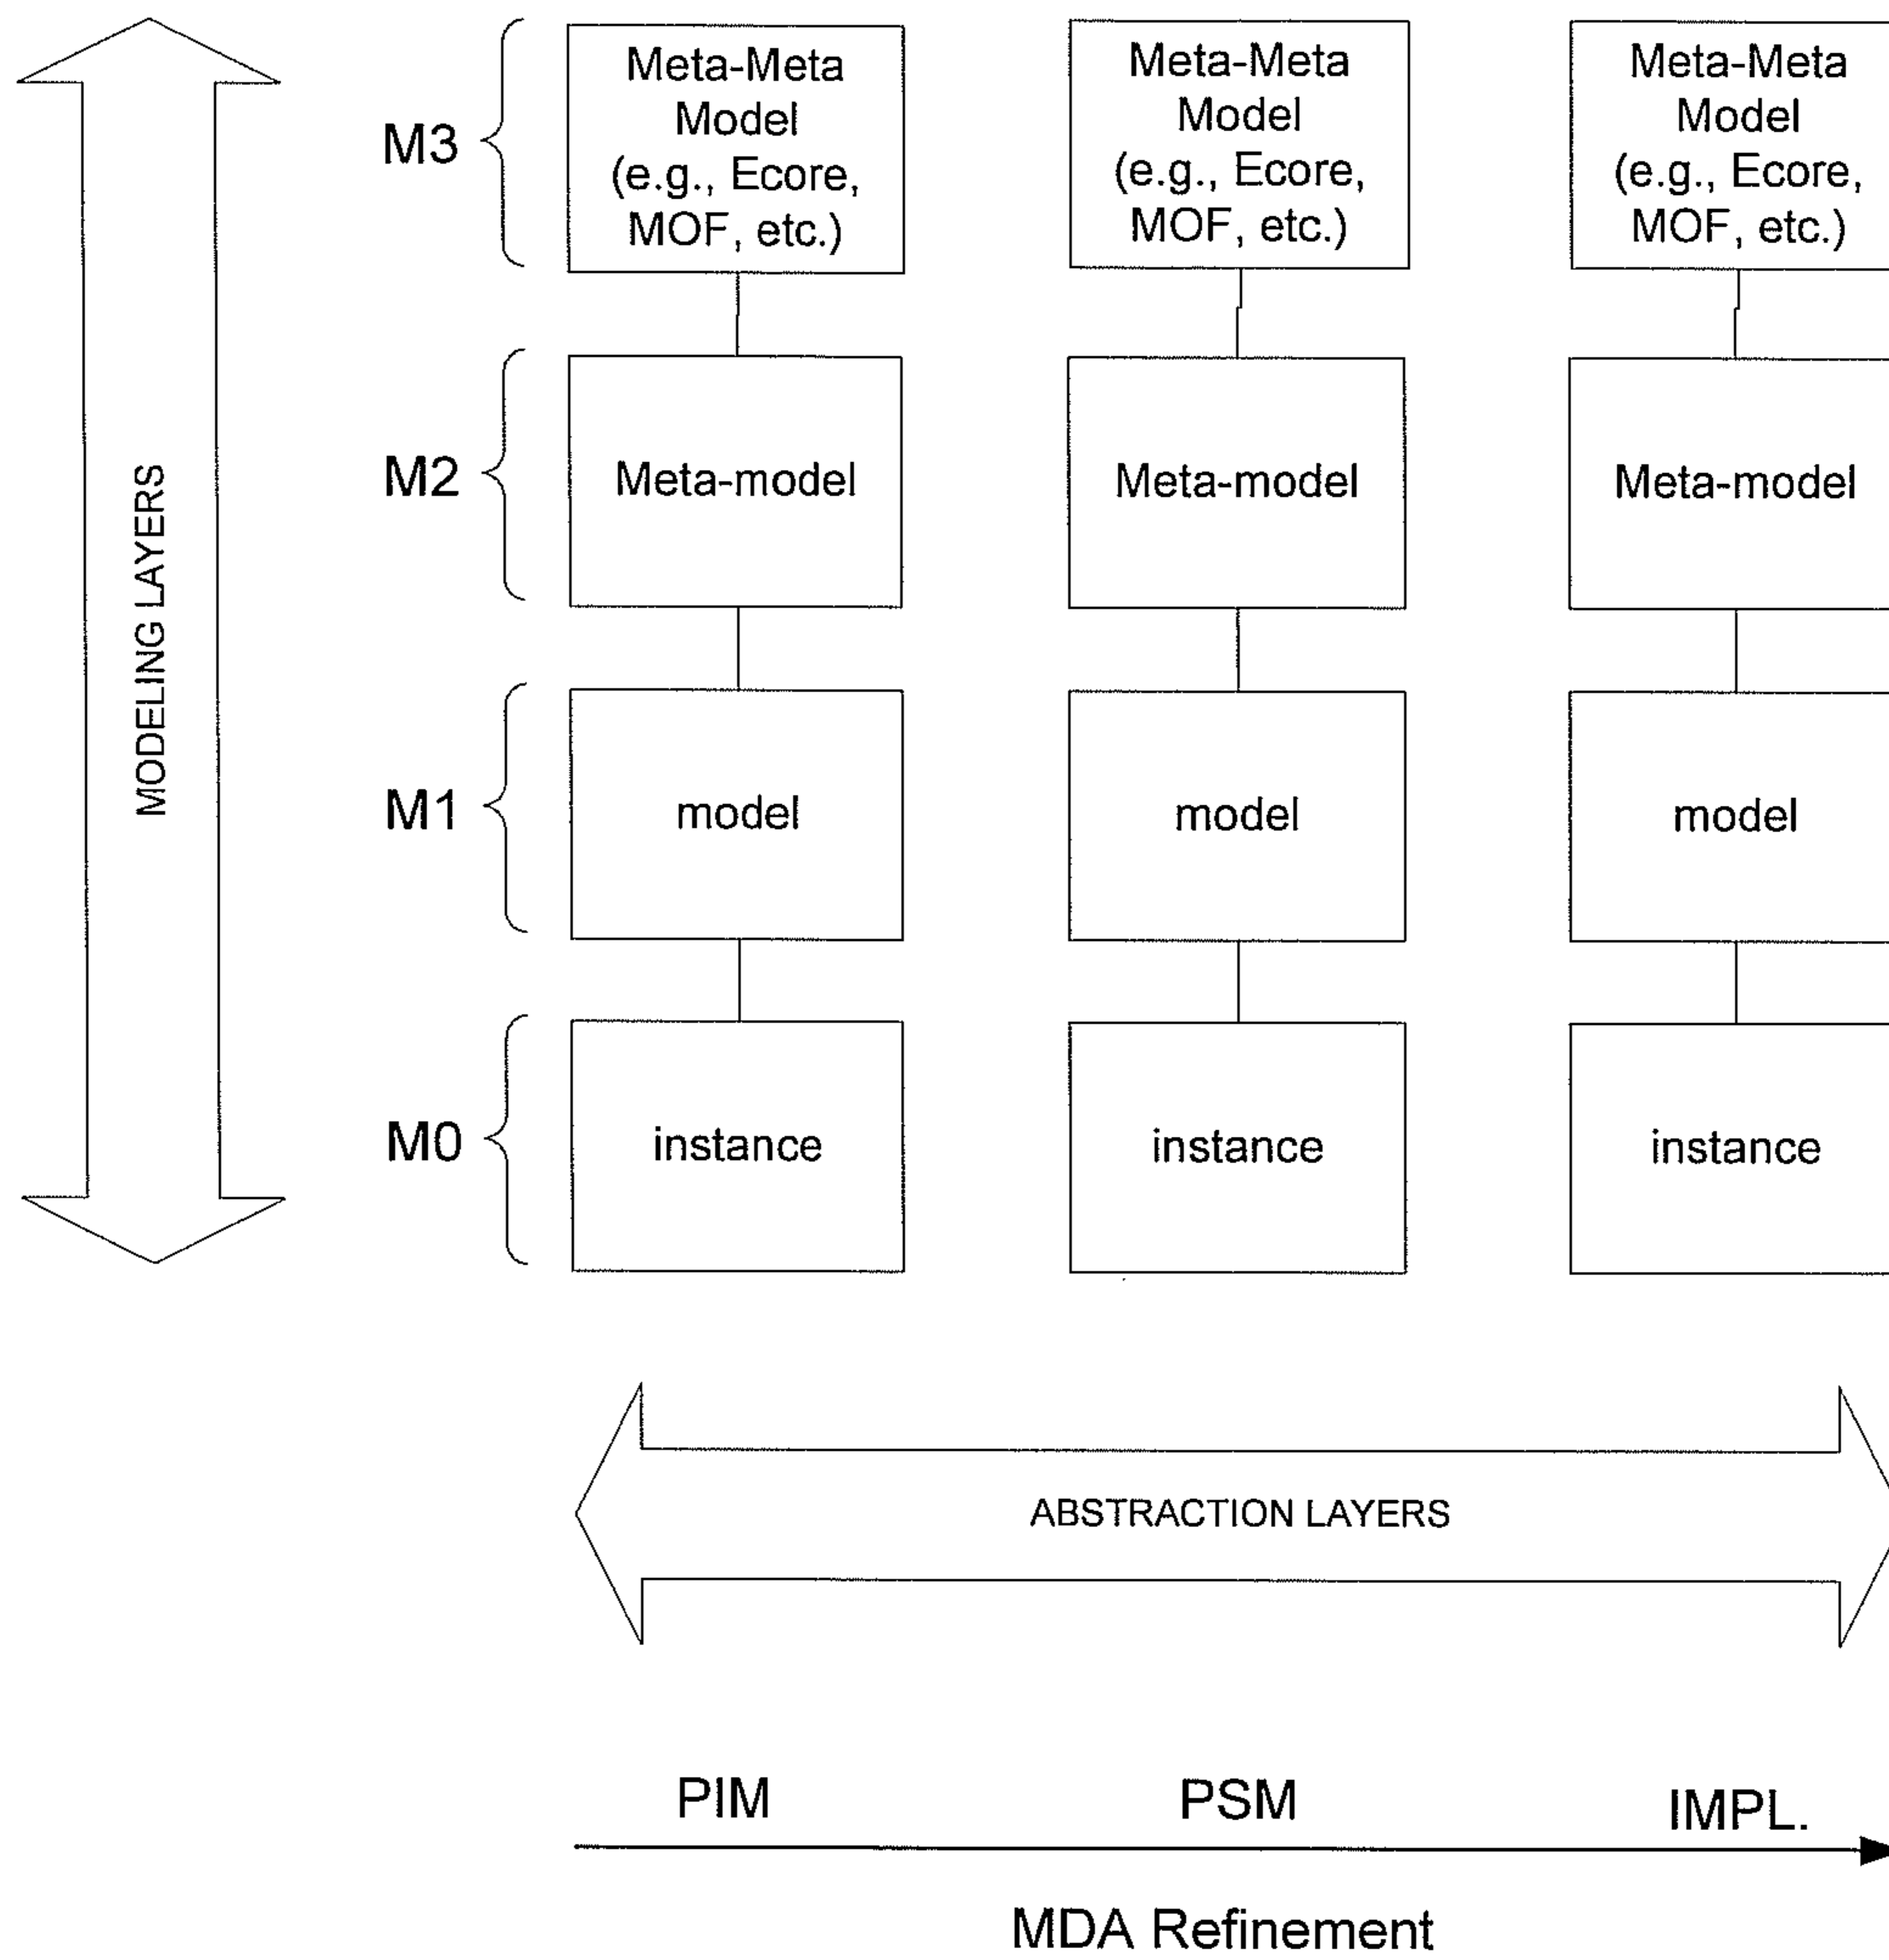 M3
Meta-Meta
Model
(e.g., Ecore,
MOF, etc.)
Meta-Meta
Model
(e.g., Ecore,
MOF, etc.)
Meta-Meta
Model
(e.g., Ecore,
MOF, etc.)
MODELING LAYERS
M2
Meta-model
Meta-model
Meta-model
M1
model
model
model
M0
instance
instance
instance
ABSTRACTION LAYERS
PIM
PSM
IMPL.
MDA Refinement